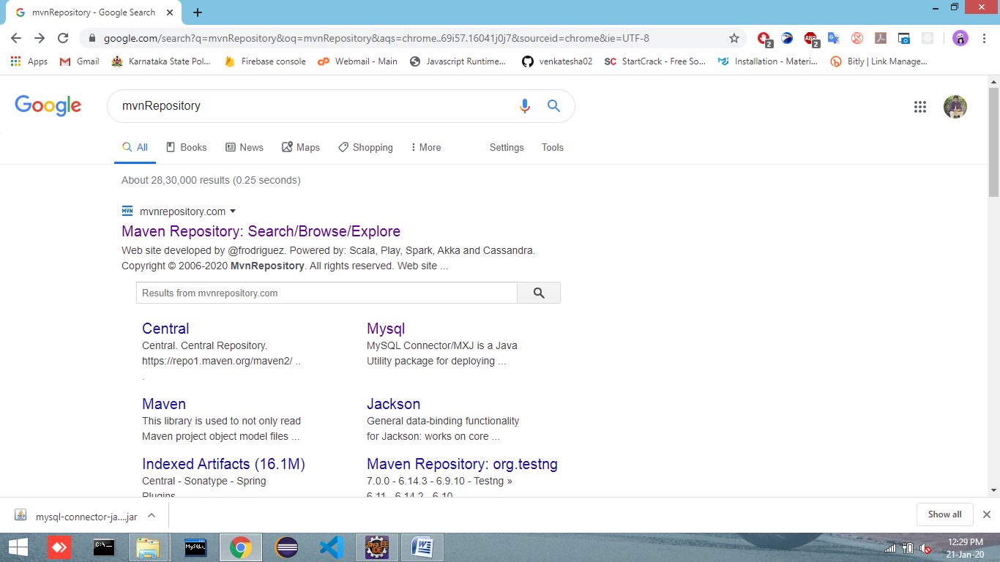 mvnRepository - Google Search
google.com/search?q=mvnRepository&oq=mvnRepository&aqs=chrome..69i57.16041j0j7&sourceid=chrome&ie=UTF-8
2
ABP
2
Apps
Gmail
Karnataka State Pol...
Firebase console
Webmail - Main
Javascript Runtime...
venkatesha02
SC StartCrack - Free So...
Installation - Materi...
Bitly | Link Manage...
Google
mvnRepository
All
Books
News
Maps
Shopping
More
Settings
Tools
About 28,30,000 results (0.25 seconds)
MVN mvnrepository.com
Maven Repository: Search/Browse/Explore
Web site developed by @frodriguez. Powered by: Scala, Play, Spark, Akka and Cassandra.
Copyright © 2006-2020 MvnRepository. All rights reserved. Web site ...
Results from mvnrepository.com
Central
Central. Central Repository.
https://repo1.maven.org/maven2/ ..
.
Mysql
MySQL Connector/MXJ is a Java
Utility package for deploying ...
Maven
This library is used to not only read
Maven project object model files ...
Jackson
General data-binding functionality
for Jackson: works on core ...
Indexed Artifacts (16.1M)
Central - Sonatype - Spring
Plugins
Maven Repository: org.testng
7.0.0 - 6.14.3 - 6.9.10 - Testng »
6.11 - 6.14.2 - 6.10
mysql-connector-ja....jar
Show all
C:\_
MySQL
Java EE
IDE
W
12:29 PM
21-Jan-20